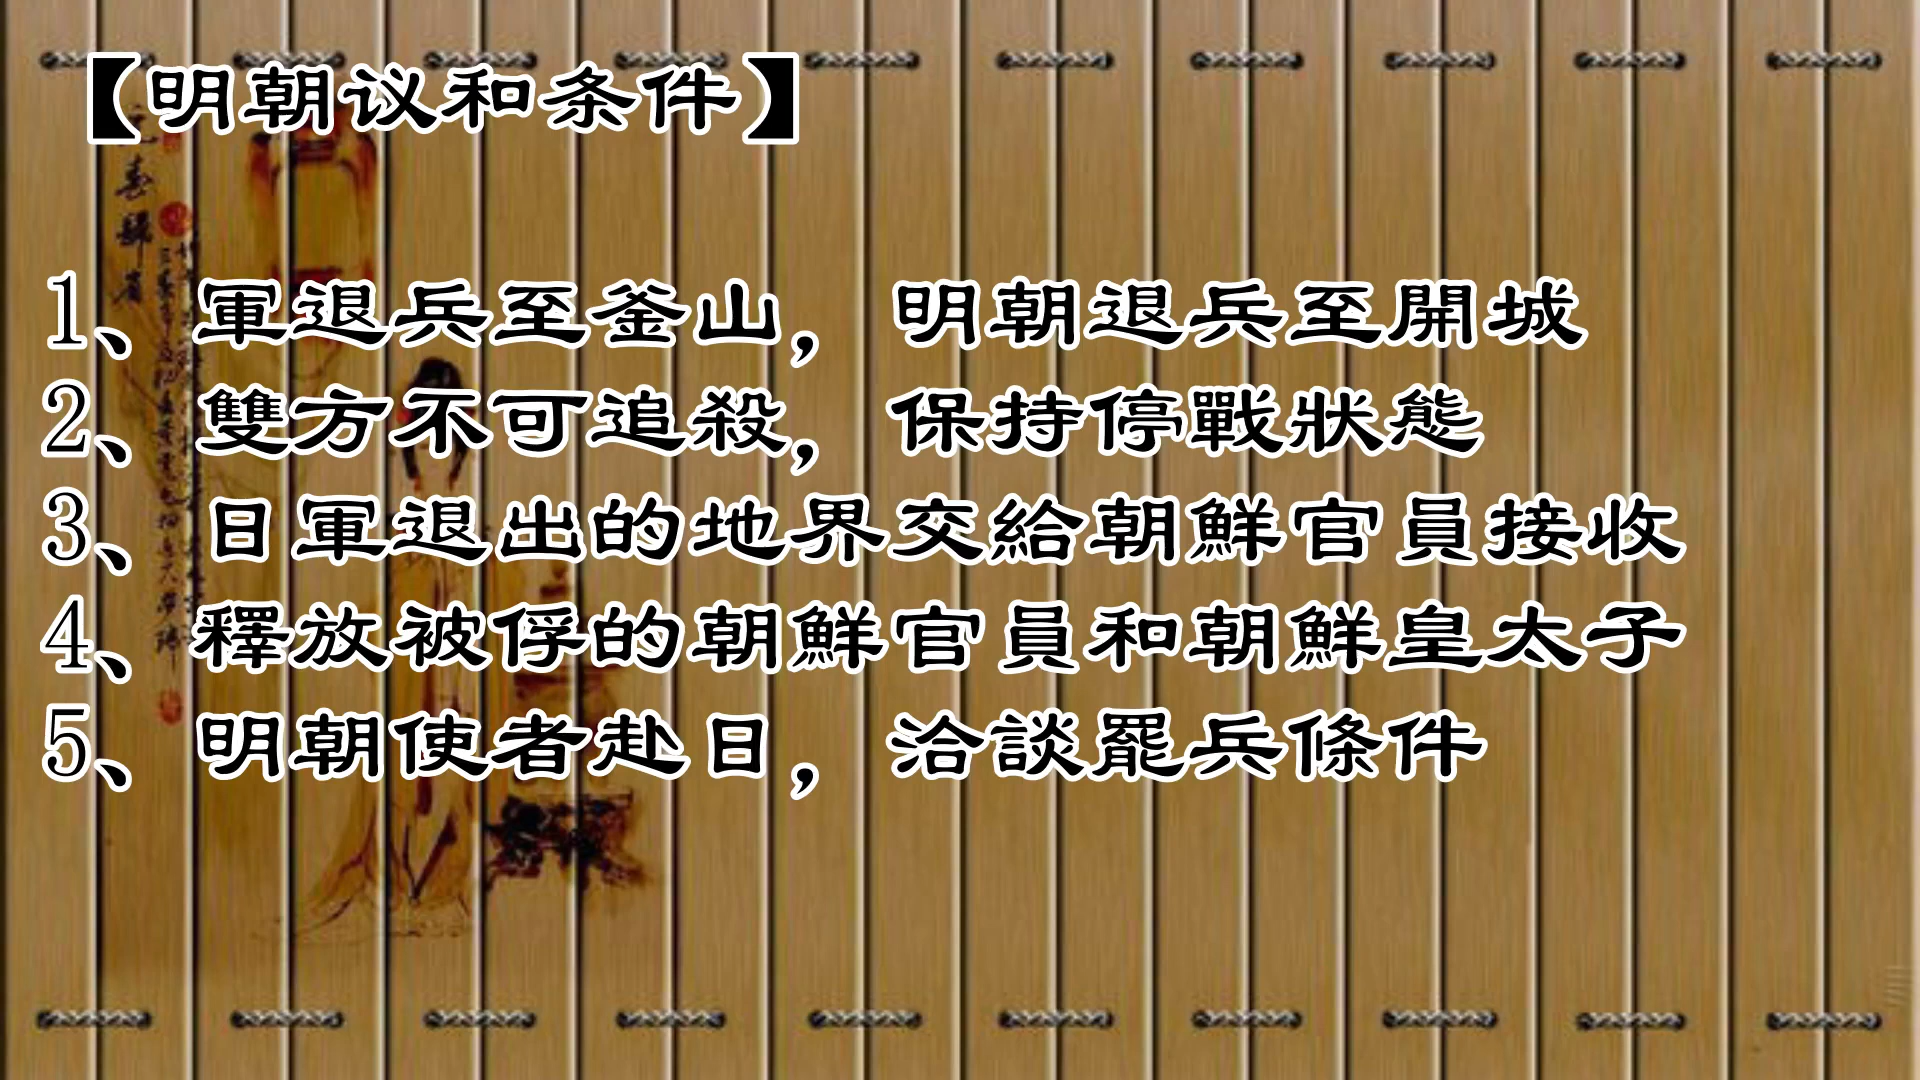 【明朝议和条件】
1、軍退兵至釜山，明朝退兵至開城
2、雙方不可追殺，保持停戰狀態
3、日軍退出的地界交給朝鮮官員接收
4、釋放被俘的朝鮮官員和朝鮮皇太子
5、明朝使者赴日，洽談罷兵條件